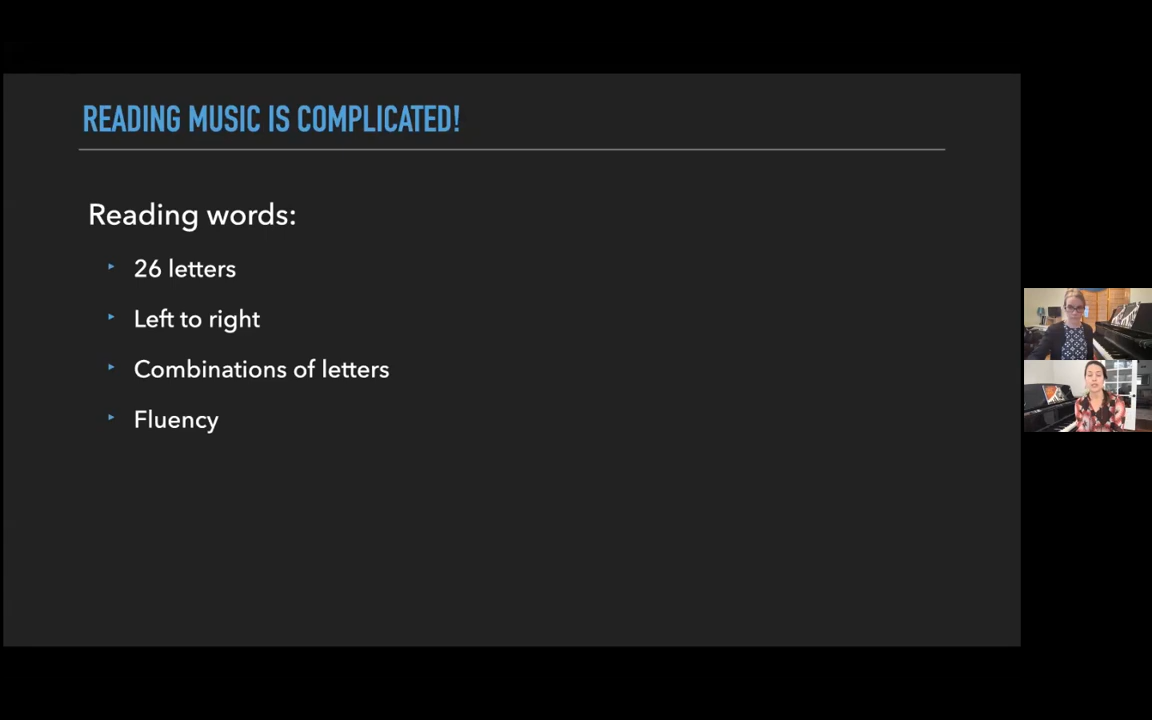 READING MUSIC IS COMPLICATED!
Reading words:
‣ 26 letters
‣ Left to right
‣ Combinations of letters
‣ Fluency